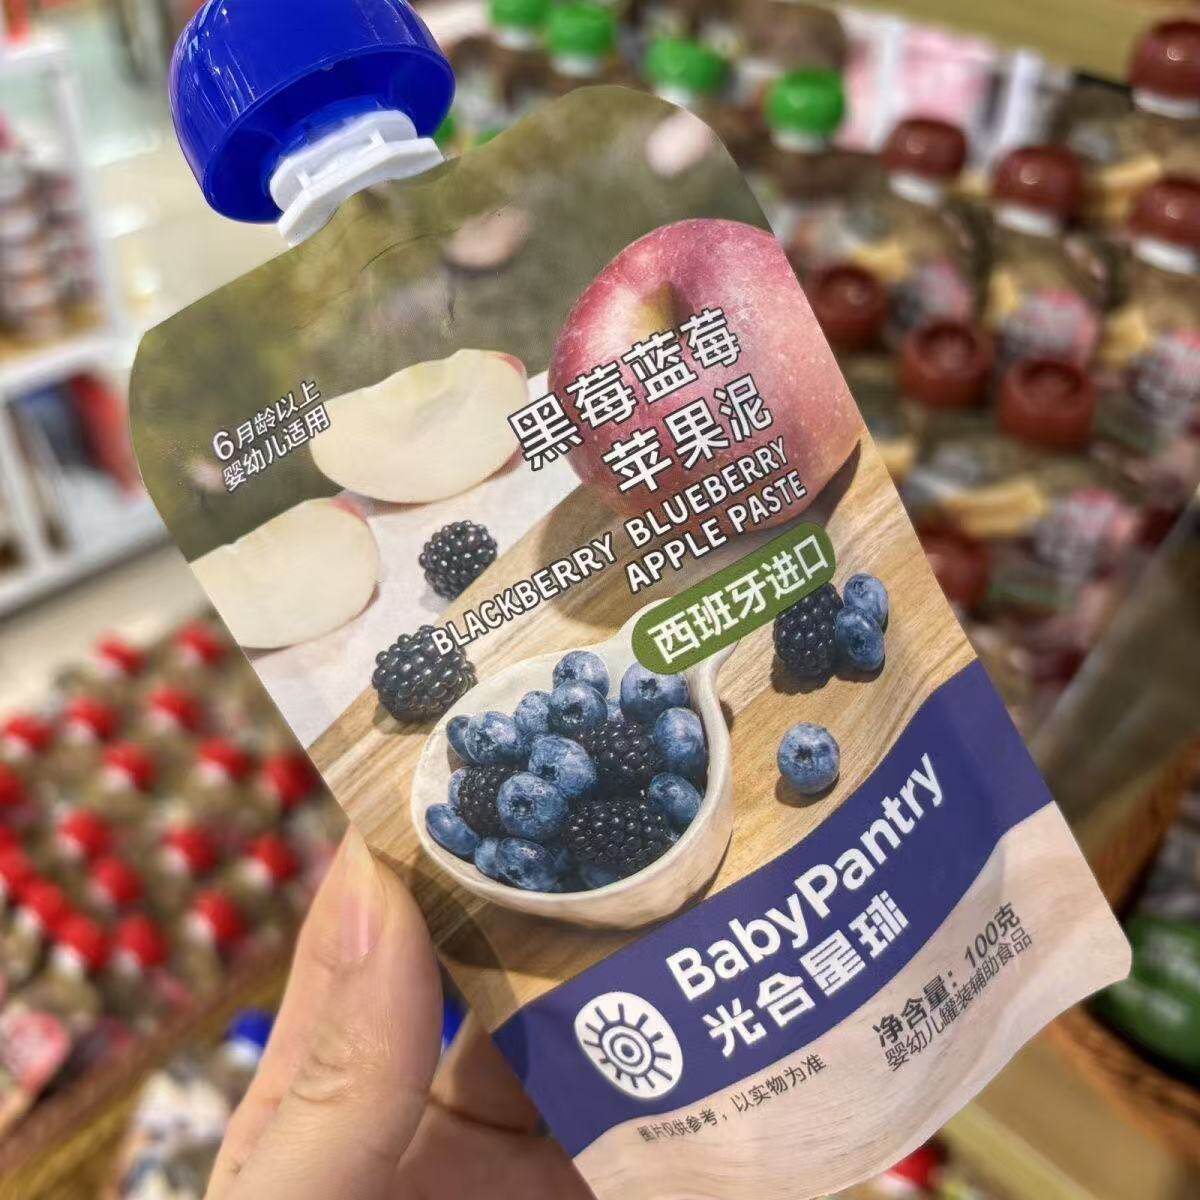 6月龄以上
婴幼儿适用
黑莓蓝莓
苹果泥
BLACKBERRY BLUEBERRY
APPLE PASTE
西班牙进口
BabyPantry
光合星球
净含量：100克
婴幼儿罐装辅助食品
图片仅供参考，以实物为准